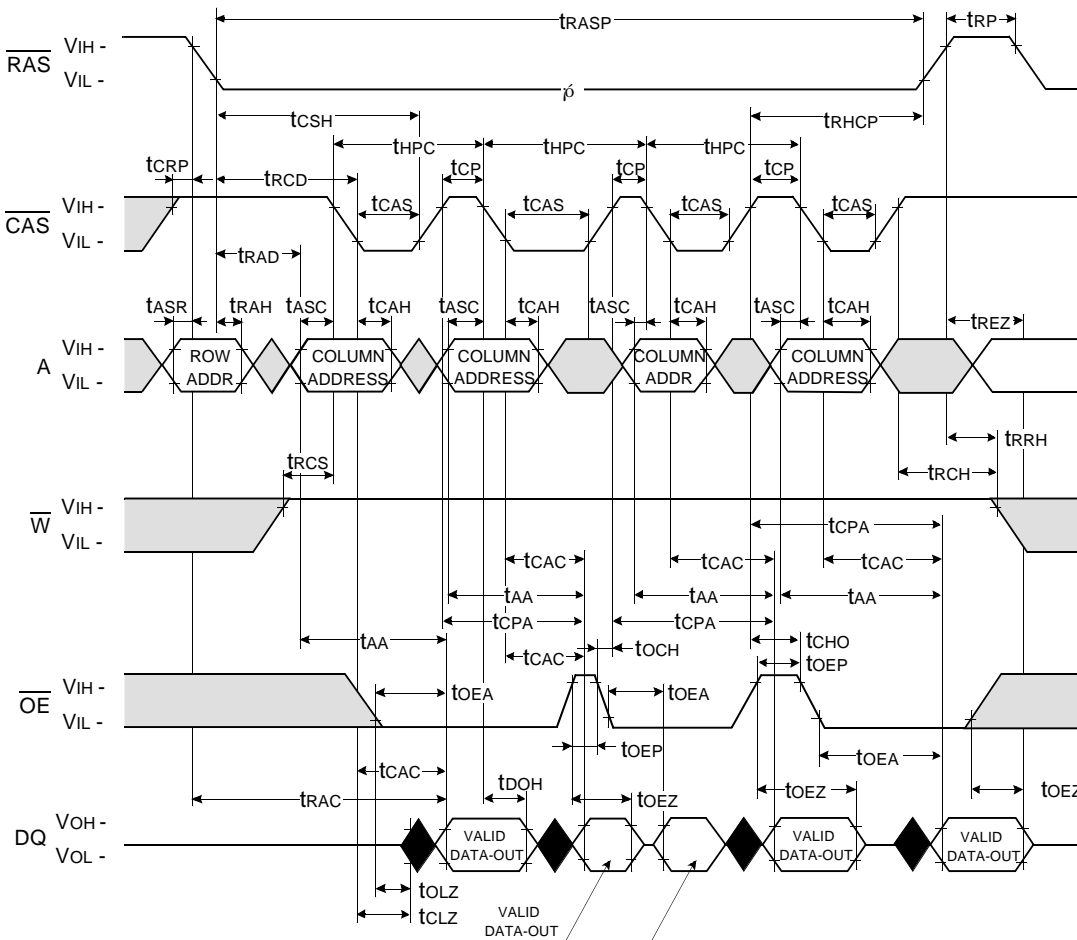 tRASP tRP
RAS VIH -
VIL -
tCSH tRHCP
tHPC tHPC tHPC
tCRP tCP tCP tCP
tRCD
CAS VIH -
VIL -
tCAS tCAS tCAS tCAS
tRAD
tASR tRAH tASC tCAH tASC tCAH tASC tCAH tASC tCAH
tREZ
A VIH -
VIL -
ROW ADDR
COLUMN ADDRESS
COLUMN ADDRESS
COLUMN ADDR
COLUMN ADDRESS
tRRH
tRCS tRCH
W VIH -
VIL -
tCPA
tCAC tCAC tCAC
tAA tAA tAA
tCPA tCPA
tAA tCHO
tCAC tOCH tOEP
OE VIH -
VIL -
tOEA tOEA
tOEP
tOEA
tCAC
tDOH
tRAC tOEZ tOEZ tOEZ
DQ VOH -
VOL -
VALID DATA-OUT
VALID DATA-OUT
VALID DATA-OUT
tOLZ
tCLZ
VALID
DATA-OUT